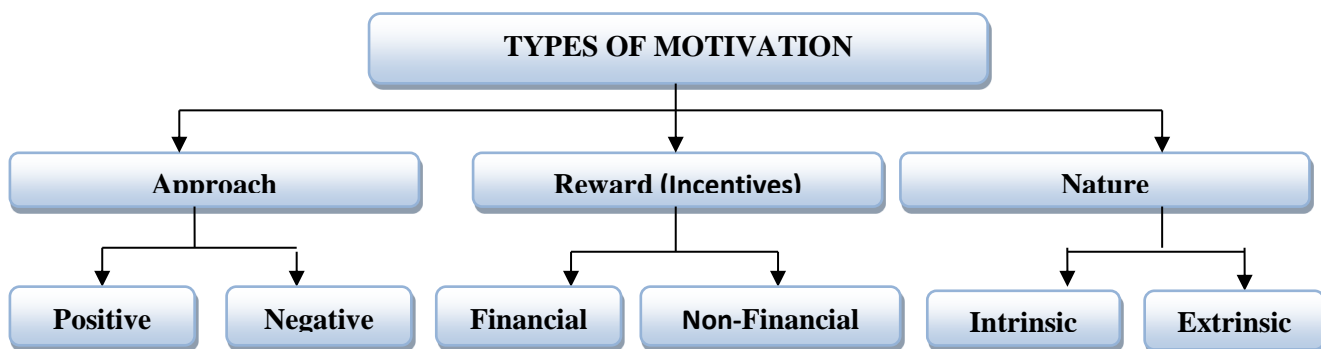 TYPES OF MOTIVATION
Approach
Reward (Incentives)
Nature
Positive
Negative
Financial
Non-Financial
Intrinsic
Extrinsic